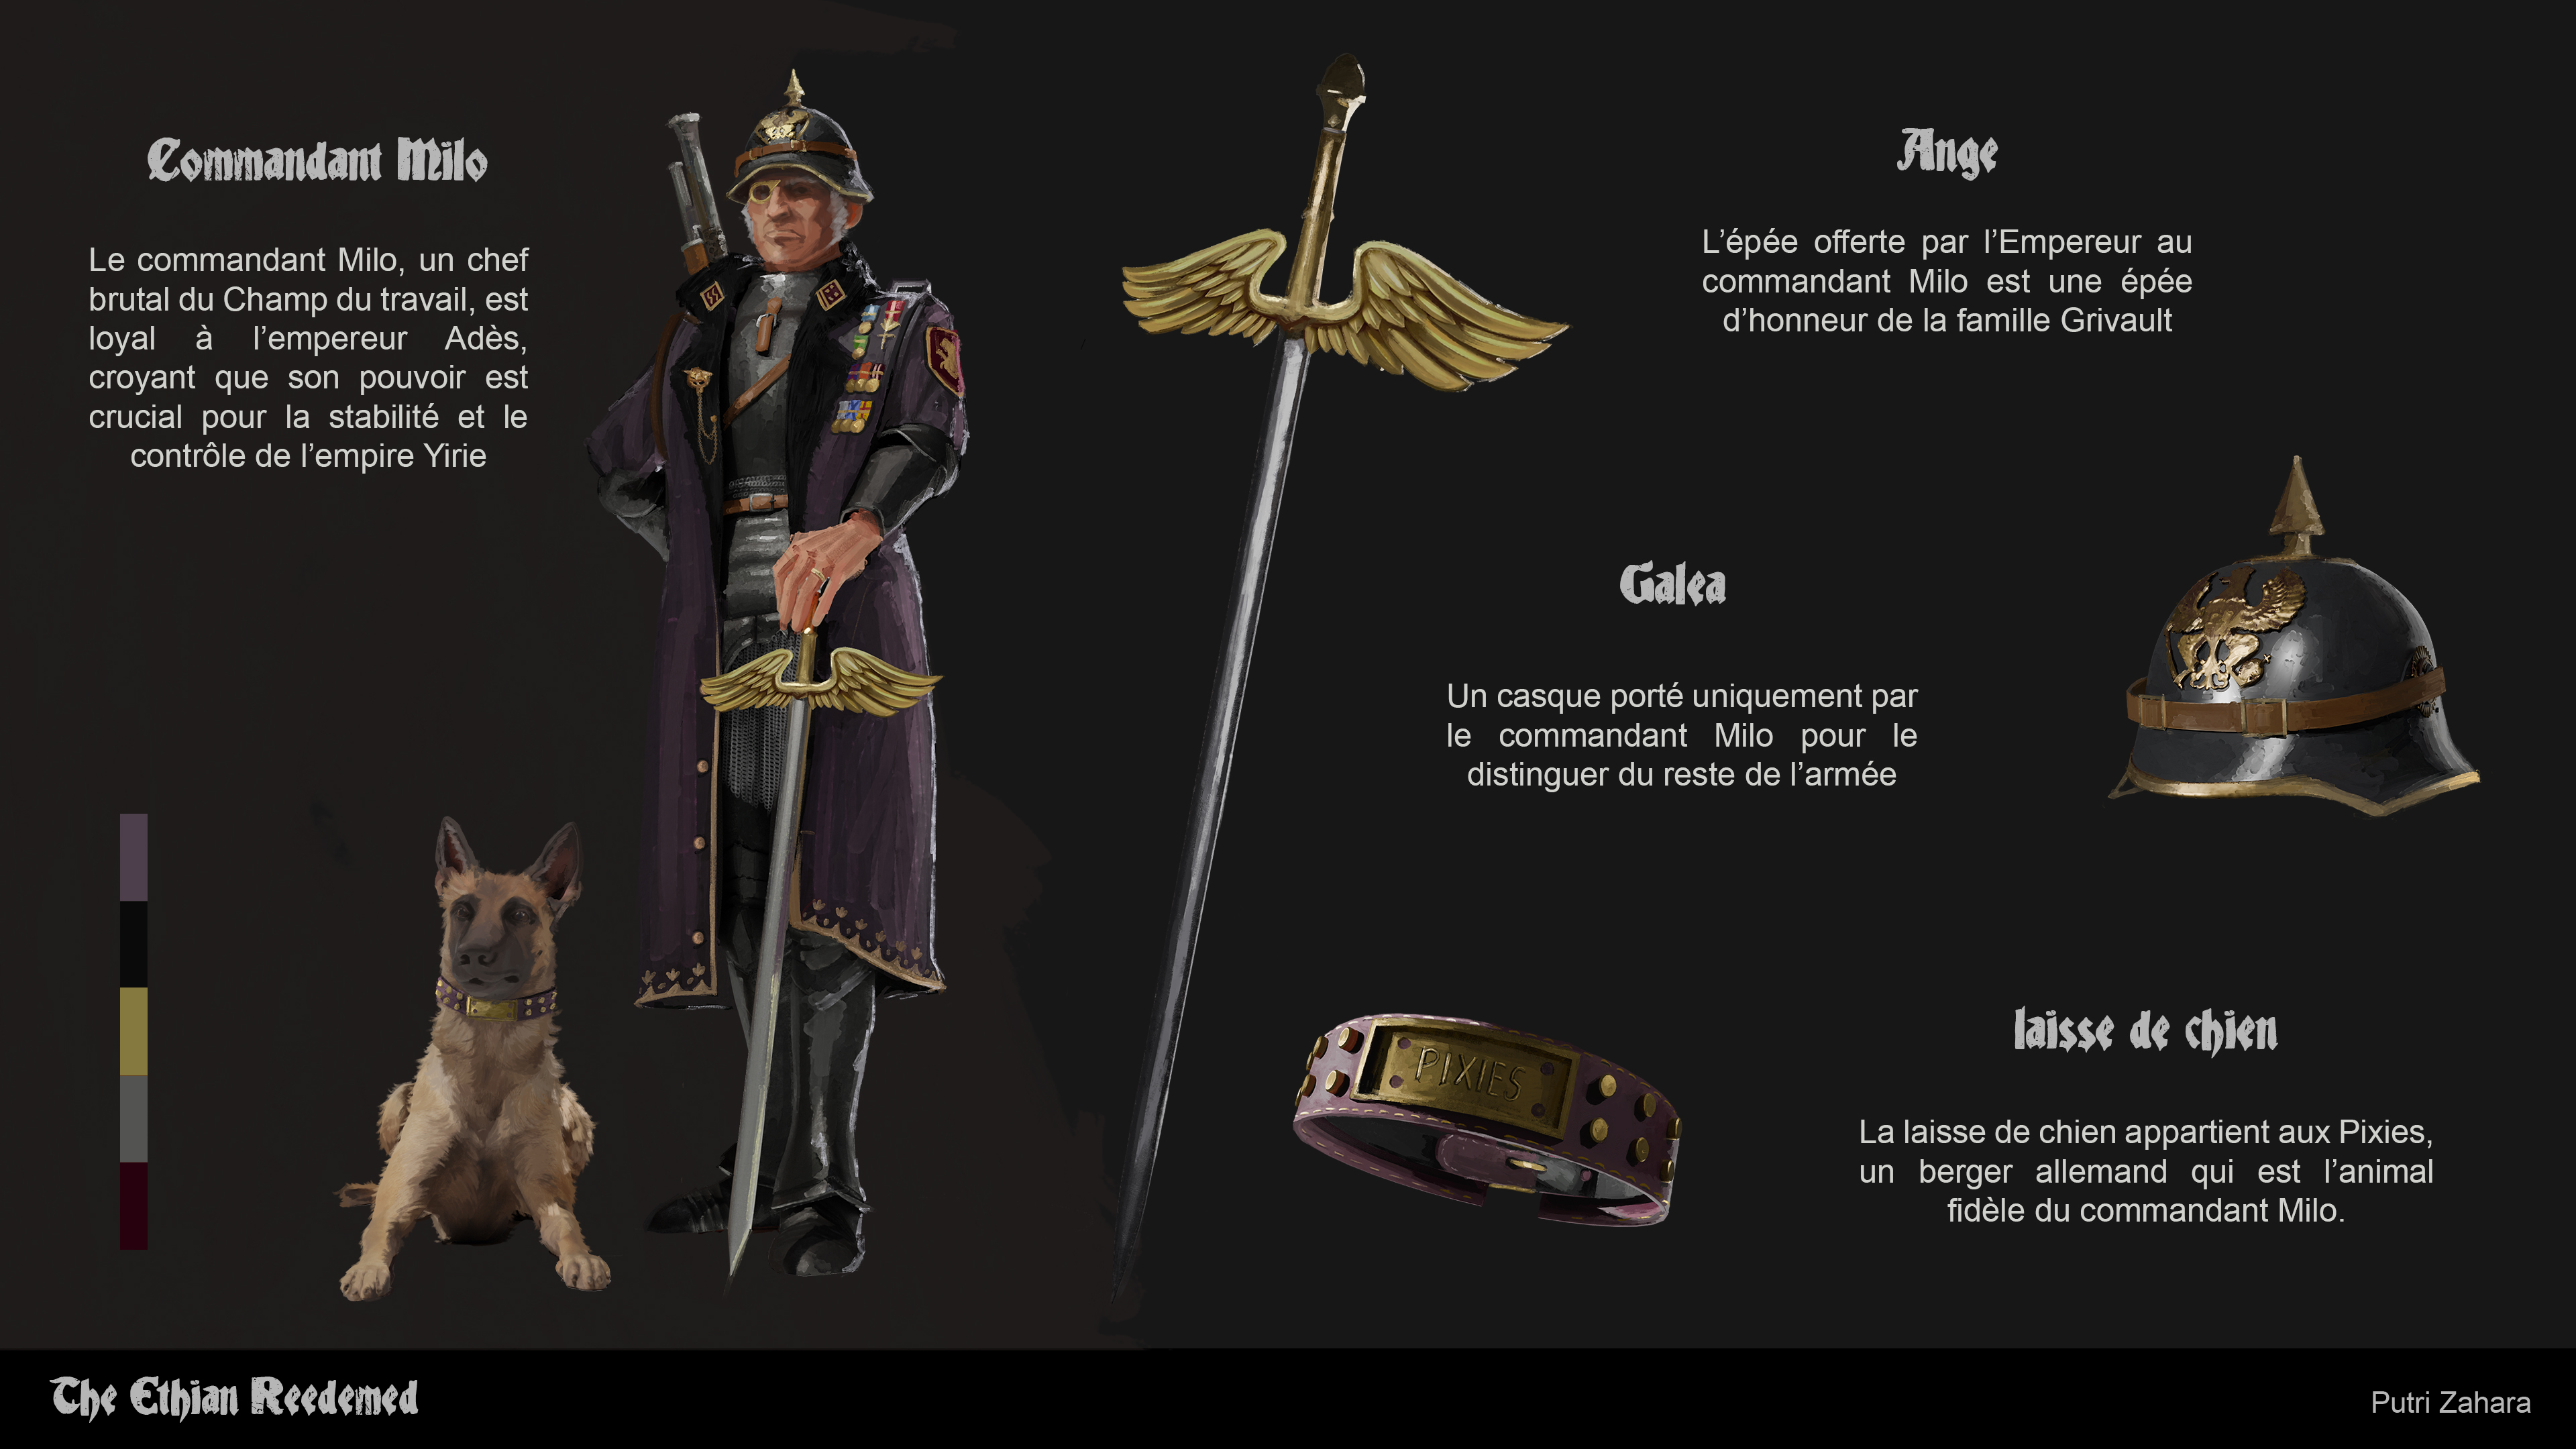 Commandant Milo
Le commandant Milo, un chef
brutal du Champ du travail, est
loyal à l’empereur Adès,
croyant que son pouvoir est
crucial pour la stabilité et le
contrôle de l’empire Yirie
Ange
L’épée offerte par l’Empereur au
commandant Milo est une épée
d’honneur de la famille Grivault
Galea
Un casque porté uniquement par
le commandant Milo pour le
distinguer du reste de l’armée
PIXIES
laisse de chien
La laisse de chien appartient aux Pixies,
un berger allemand qui est l’animal
fidèle du commandant Milo.
The Ethian Reedemed
Putri Zahara